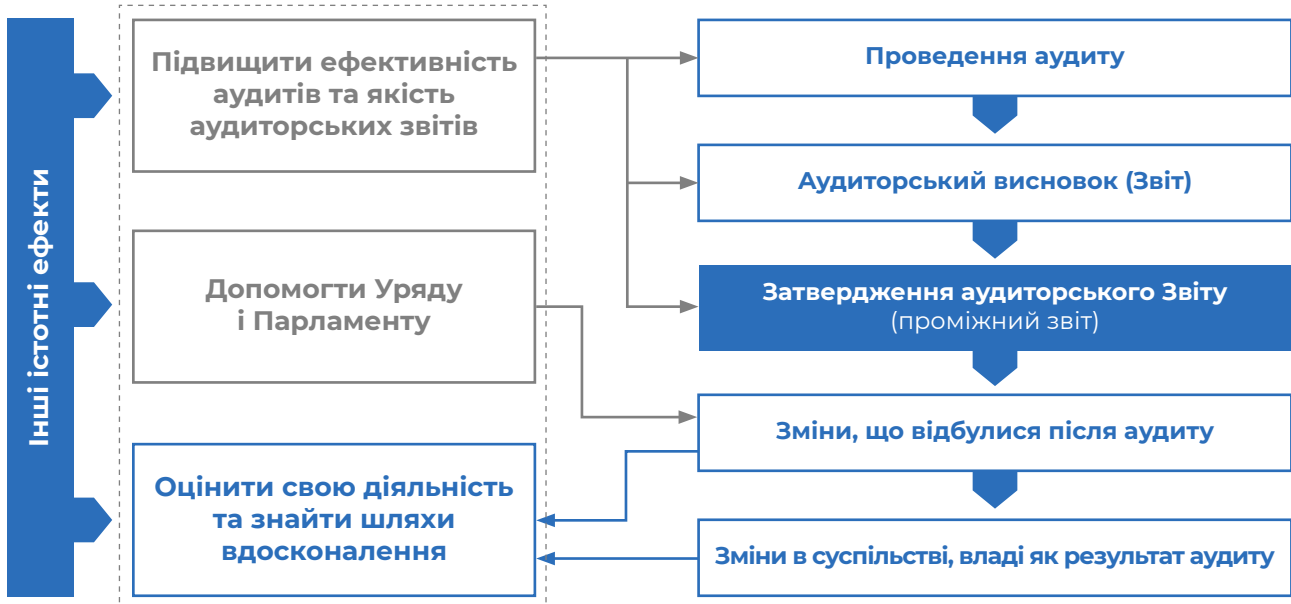 Інші істотні ефекти
Підвищити ефективність
аудитів та якість
аудиторських звітів
Допомогти Уряду
і Парламенту
Оцінити свою діяльність
та знайти шляхи
вдосконалення
Проведення аудиту
Аудиторський висновок (Звіт)
Затвердження аудиторського Звіту
(проміжний звіт)
Зміни, що відбулися після аудиту
Зміни в суспільстві, владі як результат аудиту